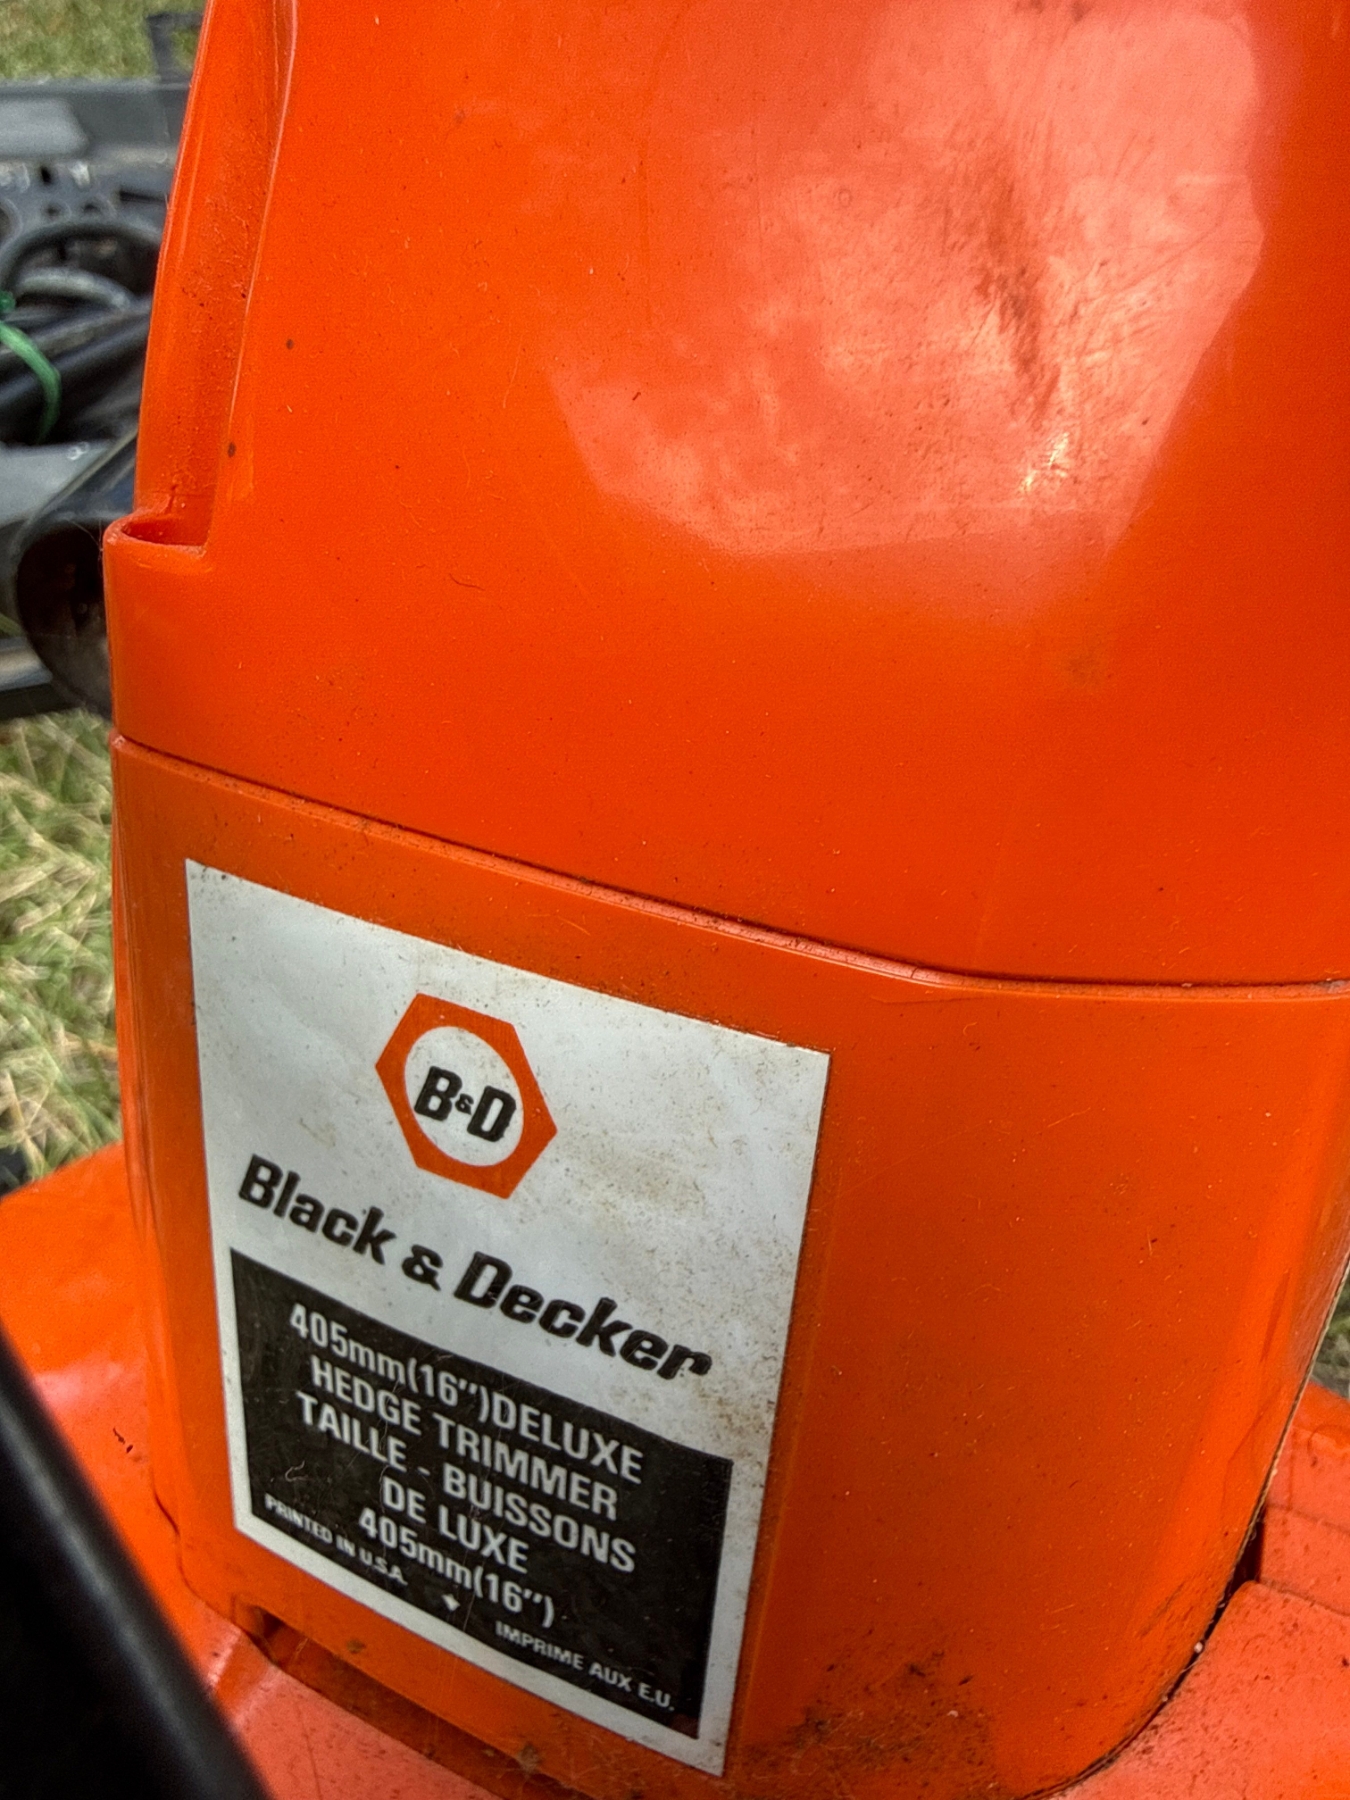 B&D
Black & Decker
405mm(16")DELUXE
HEDGE TRIMMER
TAILLE - BUISSONS
DE LUXE
405mm(16")
PRINTED IN U.S.A.
IMPRIME AUX E.U.